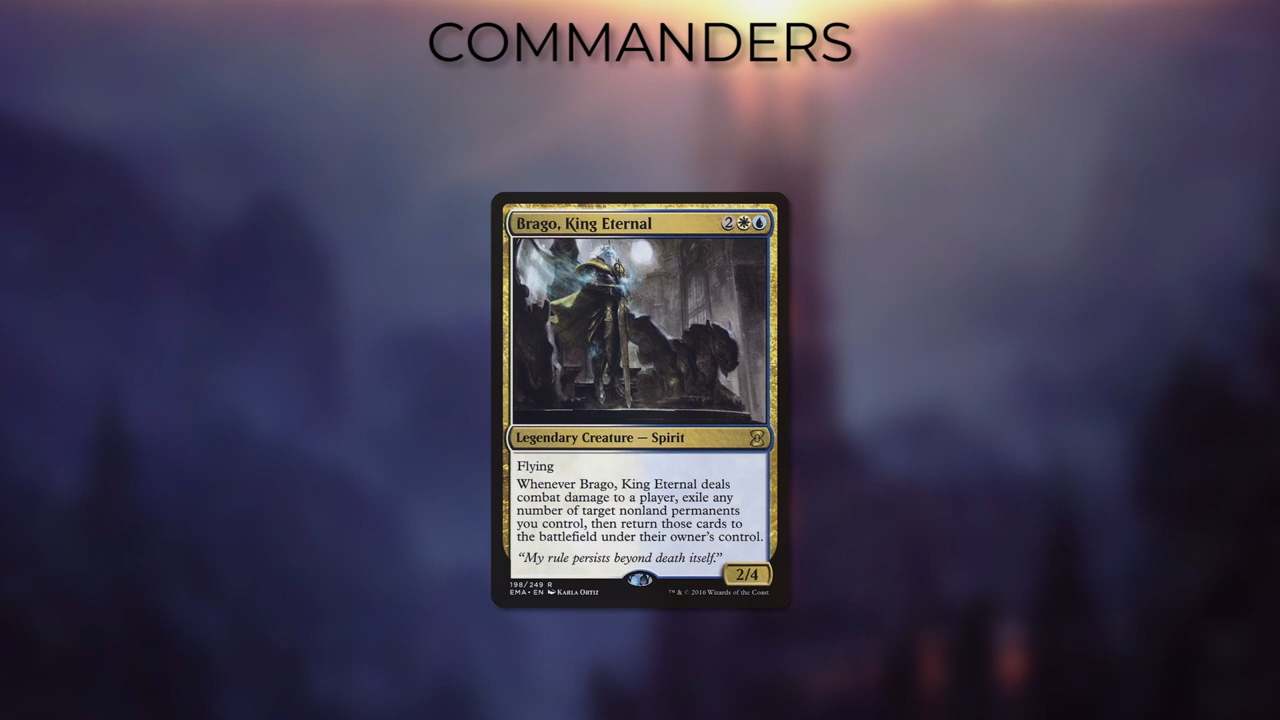 COMMANDERS
Brago, King Eternal 2
Legendary Creature — Spirit
Flying
Whenever Brago, King Eternal deals
combat damage to a player, exile any
number of target nonland permanents
you control, then return those cards to
the battlefield under their owner's control.
“My rule persists beyond death itself.”
2/4
198/249 R
EMA • EN KARLA ORTIZ
™ & © 2016 Wizards of the Coast